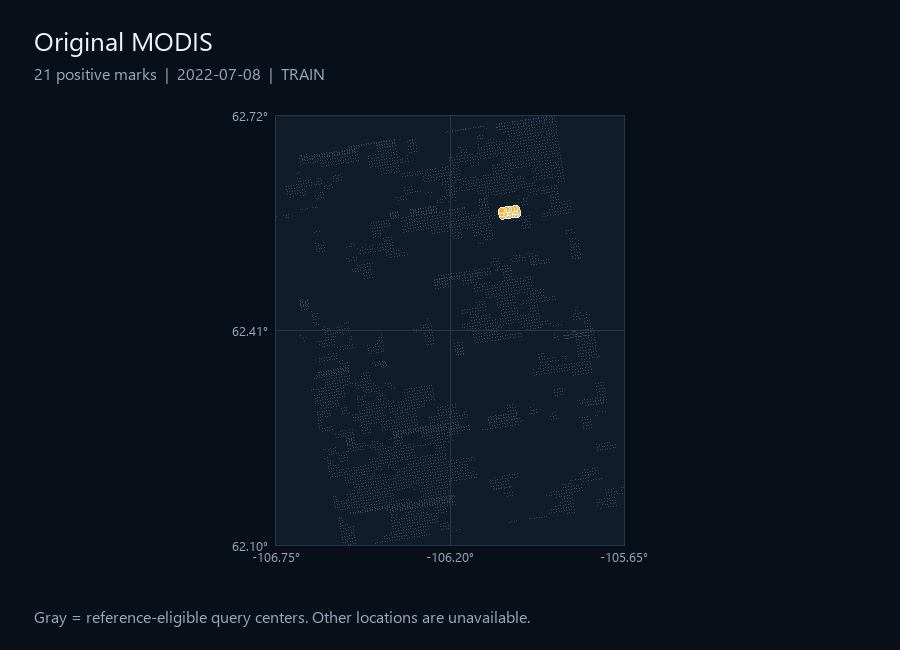 Original MODIS
21 positive marks | 2022-07-08 | TRAIN
62.72°
62.41°
62.10°
-106.75°
-106.20°
-105.65°
Gray = reference-eligible query centers. Other locations are unavailable.